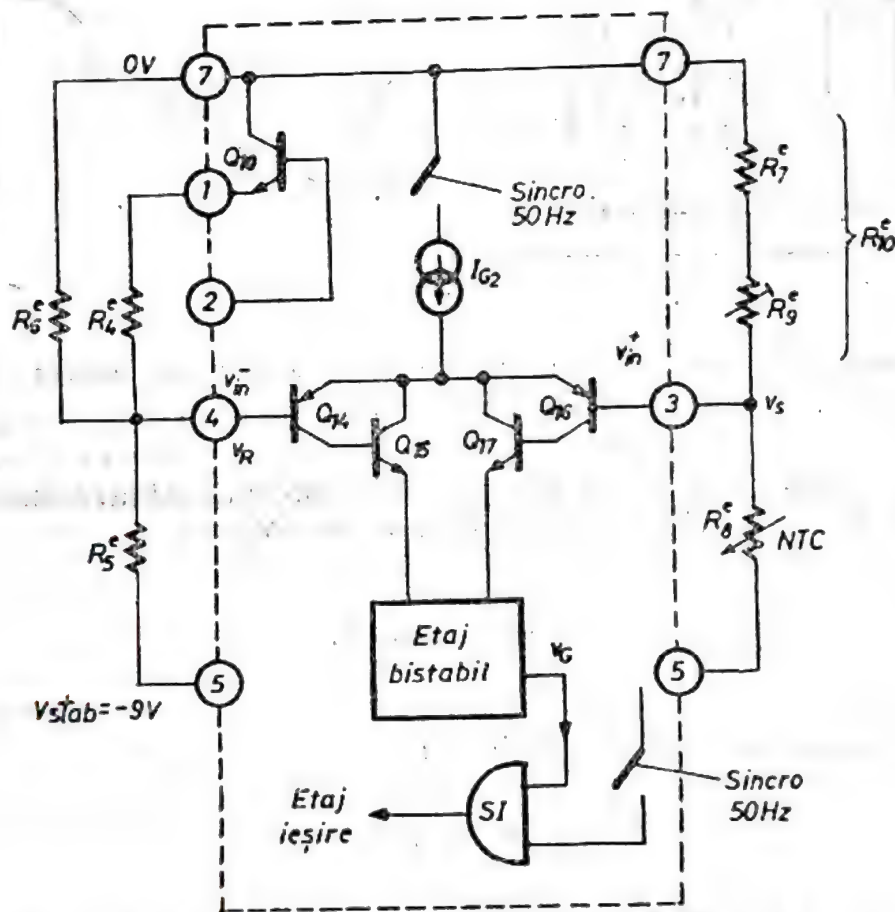 0V
7
7
Q10
1
Sincro
50Hz
R7e
R10e
IG2
2
R6e
R4e
R9e
vin-
vin+
4
Q14
Q16
3
vS
vR
Q15
Q17
R8e
NTC
R5e
Etaj
bistabil
vG
5
5
Vstab=-9V
Sincro
50Hz
SI
Etaj
ieșire